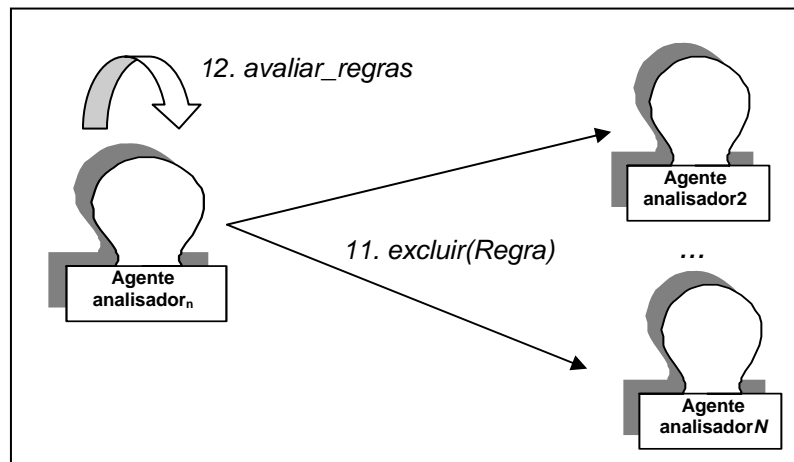 12. avaliar_regras
Agente
analisadorn
11. excluir(Regra)
Agente
analisador2
...
Agente
analisadorN